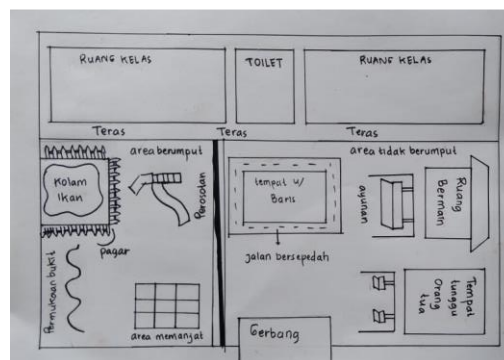 RUANG KELAS
TOILET
RUANG KELAS
Teras
Teras
Teras
area berumput
area tidak berumput
Kolam
Ikan
Perosotan
tempat u/
Baris
ayunan
Ruang
Bermain
pagar
jalan bersepedah
Permukaan bukit
area memanjat
Gerbang
Tempat
tunggu
Orang
tua